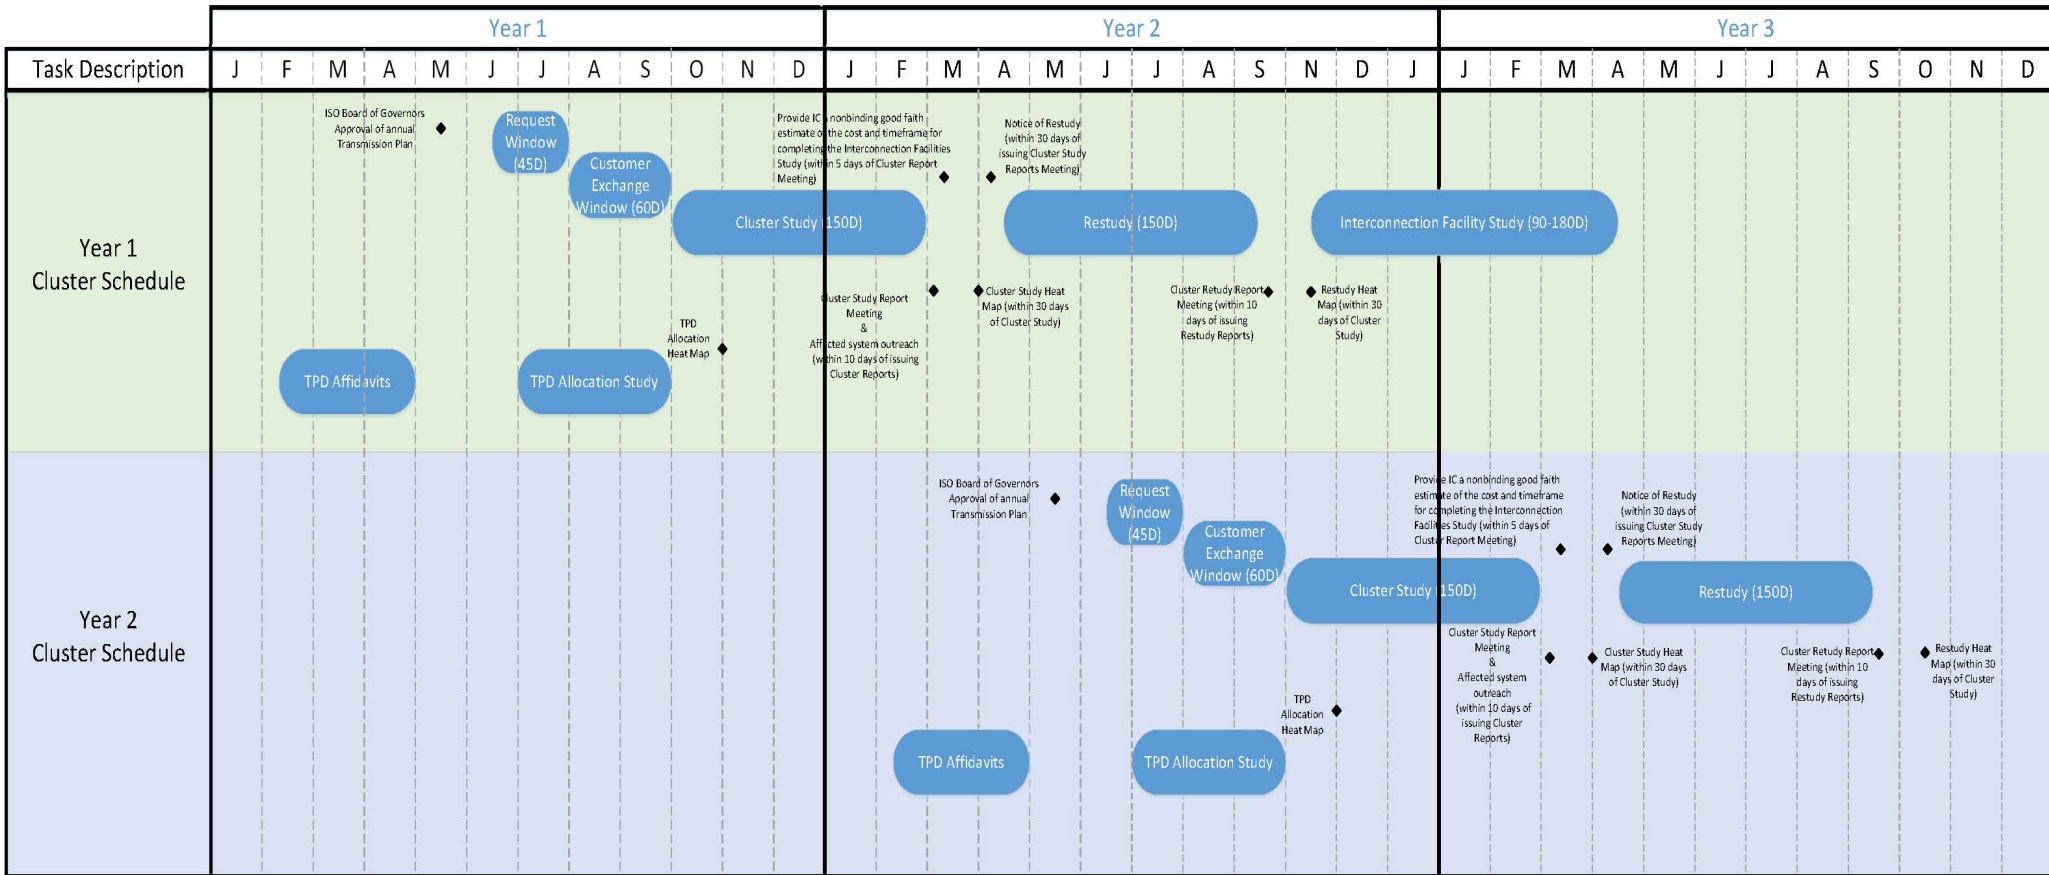 Year 1
Year 2
Year 3
Task Description
J F M A M J J A S O N D J F M A M J J A S N D J J F M A M J J A S O N D
Year 1
Cluster Schedule
ISO Board of Governors
Approval of annual
Transmission Plan
Request
Window
(45D)
Customer
Exchange
Window (60D)
Provide IC a nonbinding good faith
estimate of the cost and timeframe for
completing the Interconnection Facilities
Study (within 5 days of Cluster Report
Meeting)
Notice of Restudy
(within 30 days of
issuing Cluster Study
Reports Meeting)
Cluster Study (150D)
Restudy (150D)
Interconnection Facility Study (90-180D)
Cluster Study Report
Meeting
&
Affected system outreach
(within 10 days of issuing
Cluster Reports)
Cluster Study Heat
Map (within 30 days
of Cluster Study)
Cluster Retudy Report
Meeting (within 10
days of issuing
Restudy Reports)
Restudy Heat
Map (within 30
days of Cluster
Study)
TPD
Allocation
Heat Map
TPD Affidavits
TPD Allocation Study
Year 2
Cluster Schedule
ISO Board of Governors
Approval of annual
Transmission Plan
Request
Window
(45D)
Customer
Exchange
Window (60D)
Provide IC a nonbinding good faith
estimate of the cost and timeframe
for completing the Interconnection
Facilities Study (within 5 days of
Cluster Report Meeting)
Notice of Restudy
(within 30 days of
issuing Cluster Study
Reports Meeting)
Cluster Study (150D)
Restudy (150D)
Cluster Study Report
Meeting
&
Affected system
outreach
(within 10 days of
issuing Cluster
Reports)
Cluster Study Heat
Map (within 30 days
of Cluster Study)
Cluster Retudy Report
Meeting (within 10
days of issuing
Restudy Reports)
Restudy Heat
Map (within 30
days of Cluster
Study)
TPD
Allocation
Heat Map
TPD Affidavits
TPD Allocation Study